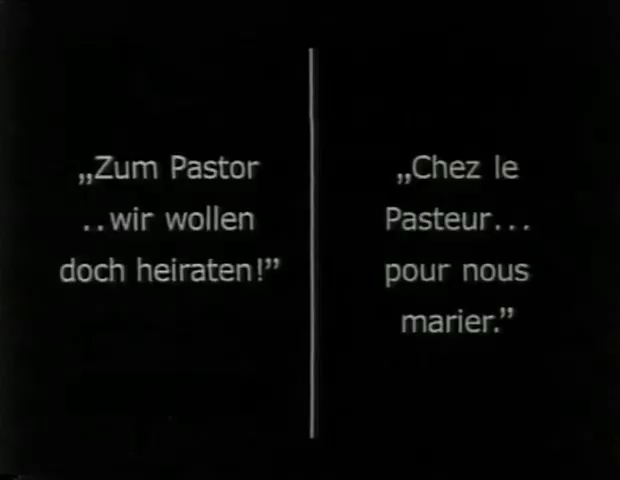 „Zum Pastor
..wir wollen
doch heiraten!”
„Chez le
Pasteur...
pour nous
marier.”